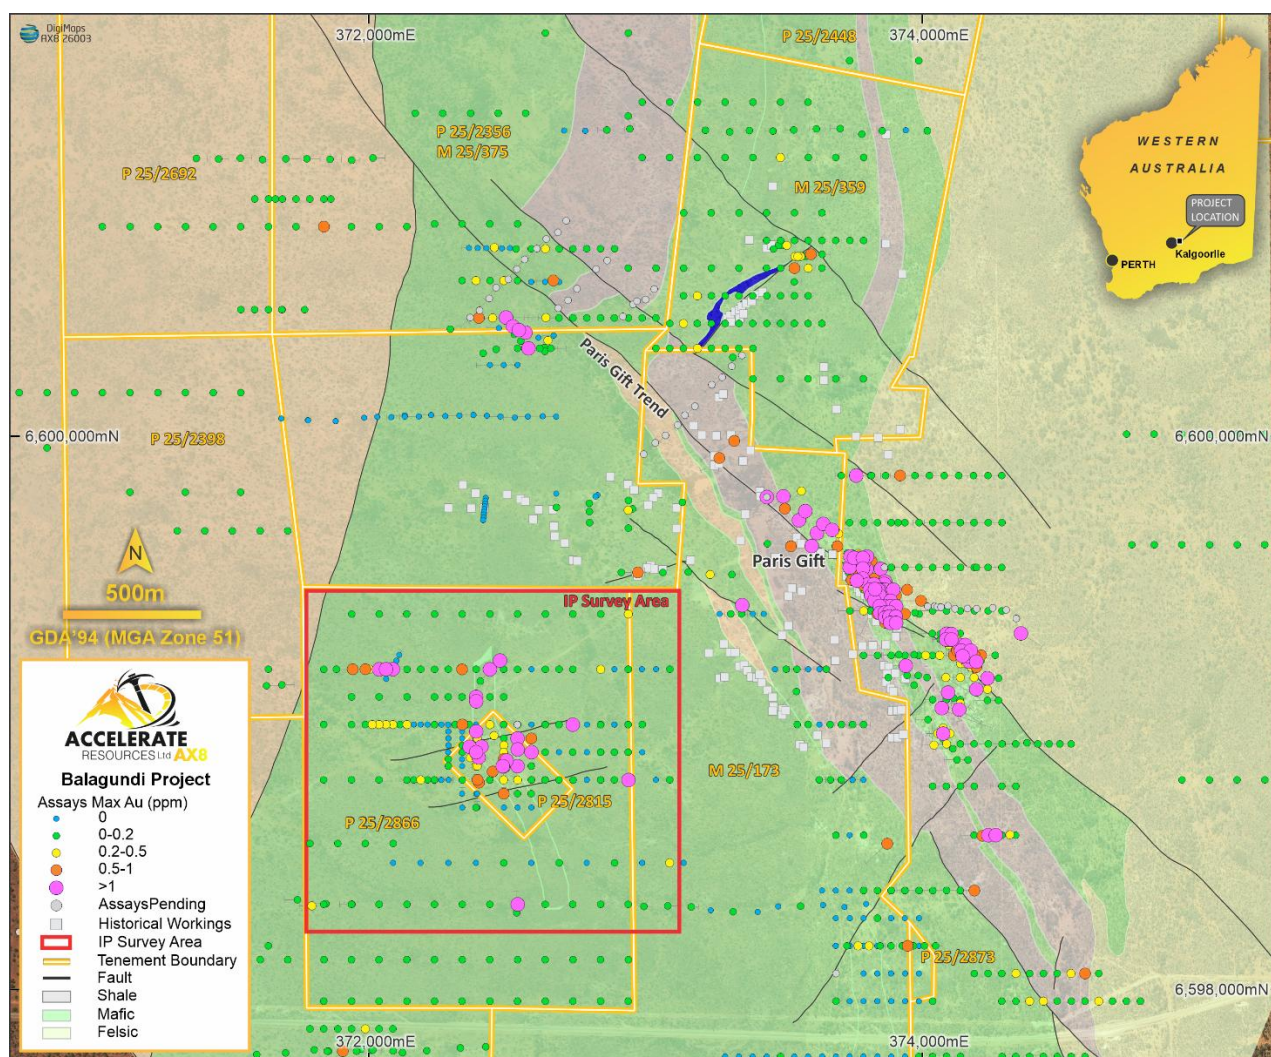 DigiMaps
AX8 26003
372,000mE
374,000mE
P 25/2448
P 25/2356
M 25/375
P 25/2692
M 25/359
WESTERN
AUSTRALIA
PROJECT
LOCATION
Kalgoorlie
PERTH
Paris Gift Trend
6,600,000mN
P 25/2398
6,600,000mN
N
500m
GDA'94 (MGA Zone 51)
Paris Gift
IP Survey Area
M 25/173
P 25/2815
P 25/2866
P 25/2873
6,598,000mN
372,000mE
374,000mE
ACCELERATE
RESOURCES Ltd AX8
Balagundi Project
Assays Max Au (ppm)
0
0-0.2
0.2-0.5
0.5-1
>1
AssaysPending
Historical Workings
IP Survey Area
Tenement Boundary
Fault
Shale
Mafic
Felsic